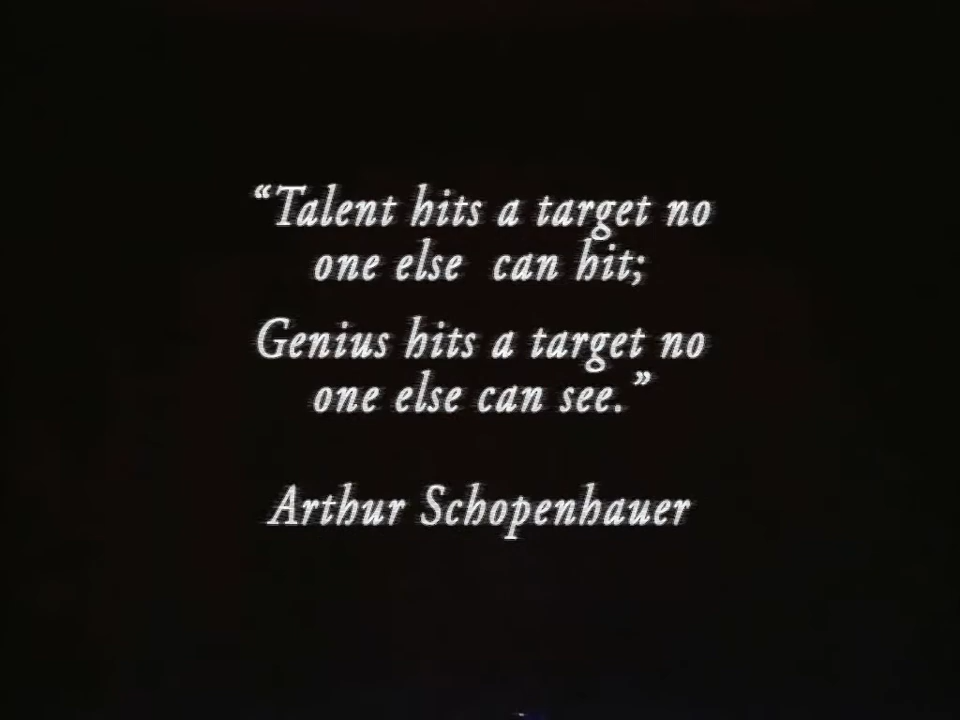 “Talent hits a target no
one else can hit;
Genius hits a target no
one else can see.”
Arthur Schopenhauer